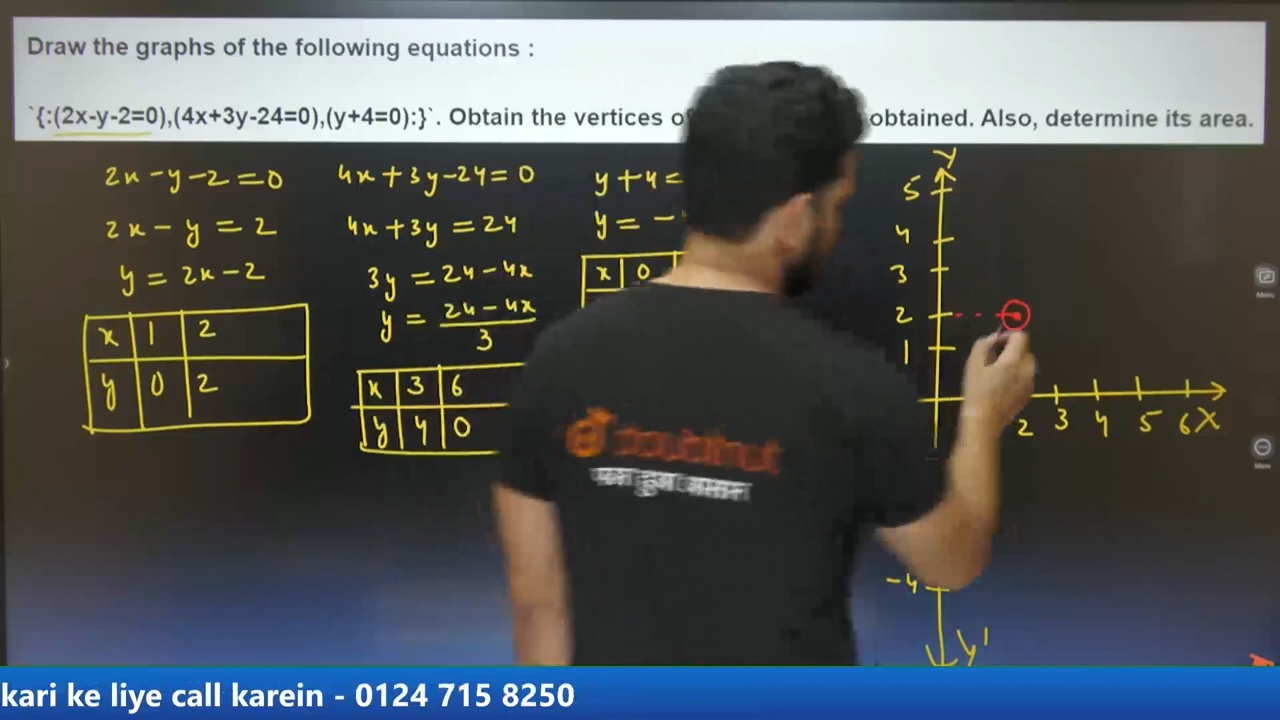 Draw the graphs of the following equations :
`{:(2x-y-2=0),(4x+3y-24=0),(y+4=0):}`. Obtain the vertices o obtained. Also, determine its area.
2x-y-2=0
2x-y=2
y=2x-2
x 1 2
y 0 2
4x+3y-24=0
4x+3y=24
3y=24-4x
y=24-4x
3
x 3 6
y 4 0
y+4=
y=-
x 0
Y
5
4
3
2
1
2 3 4 5 6 X
-4
Y'
Menu
More
kari ke liye call karein - 0124 715 8250